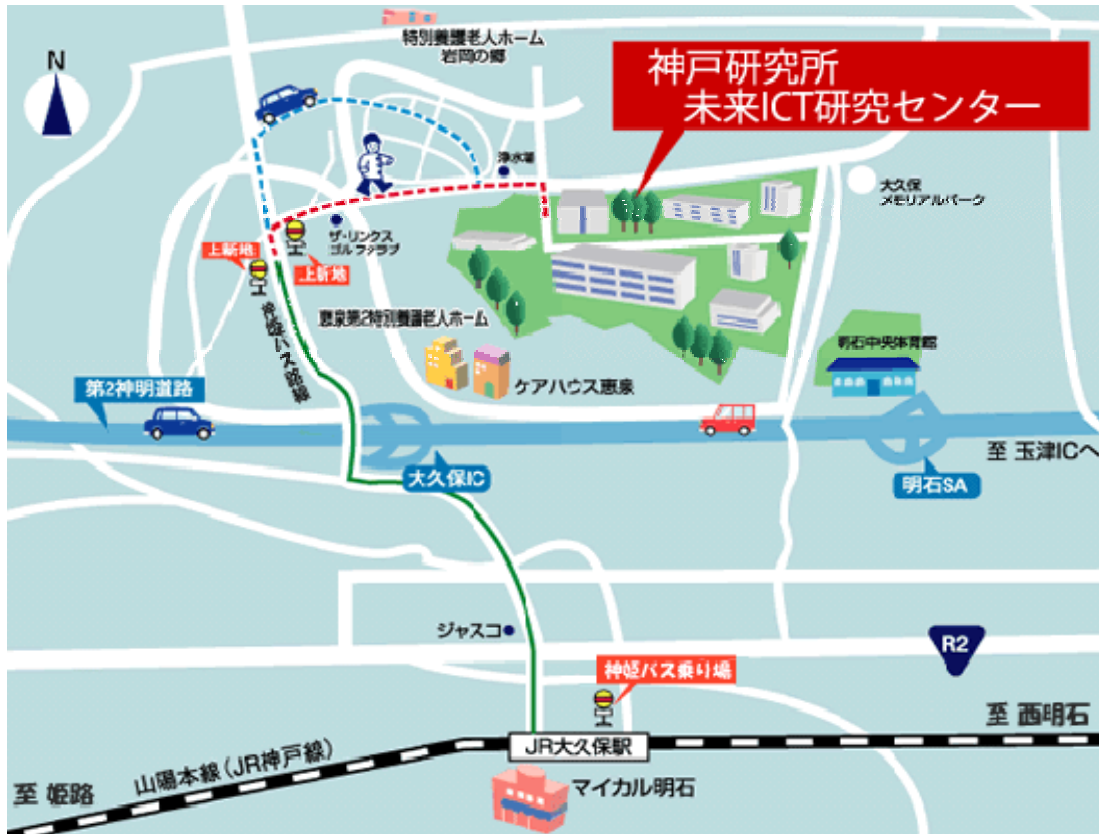 特別養護老人ホーム
岩岡の郷
N
神戸研究所
未来ICT研究センター
浄水場
大久保
メモリアルパーク
ザ・リンクス
ゴルフクラブ
上新地
上新地
神姫バス路線
恵泉第2特別養護老人ホーム
明石中央体育館
ケアハウス恵泉
第2神明道路
至 玉津ICへ
大久保IC
明石SA
ジャスコ
R2
神姫バス乗り場
至 西明石
JR大久保駅
山陽本線(JR神戸線)
至 姫路
マイカル明石